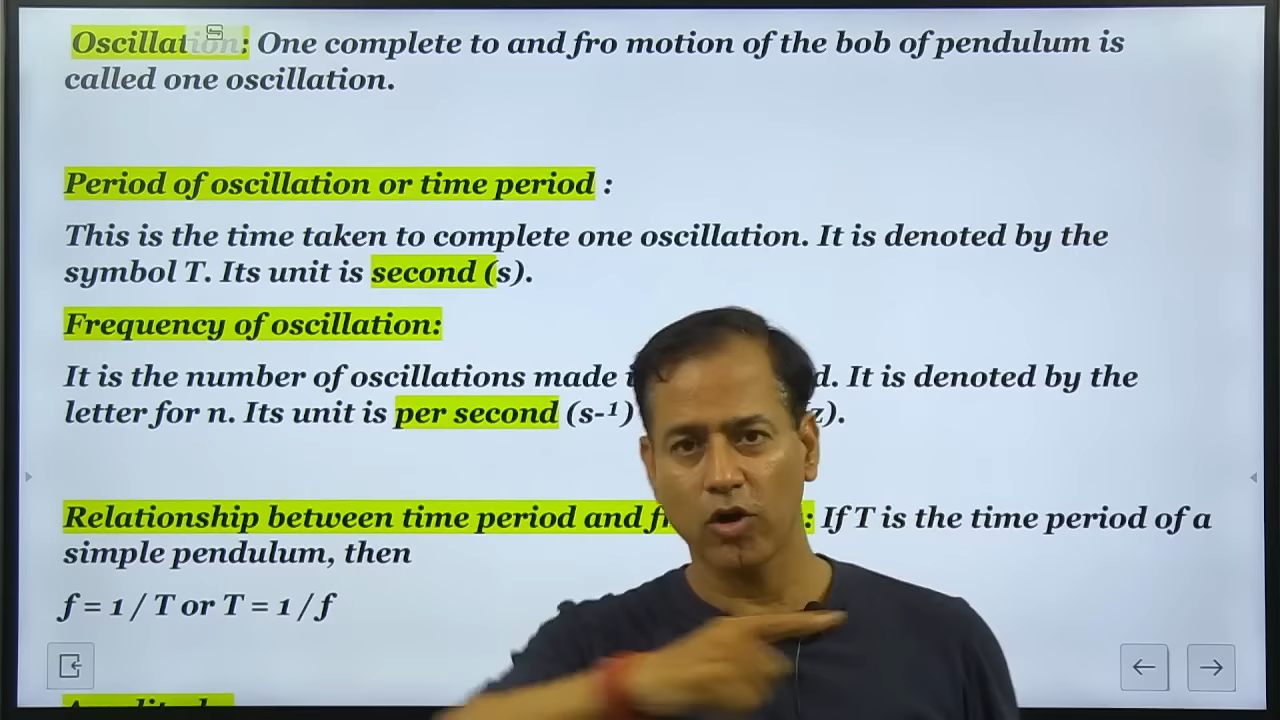 Oscillation: One complete to and fro motion of the bob of pendulum is
called one oscillation.
Period of oscillation or time period :
This is the time taken to complete one oscillation. It is denoted by the
symbol T. Its unit is second (s).
Frequency of oscillation:
It is the number of oscillations made d. It is denoted by the
letter for n. Its unit is per second (s-¹) z).
Relationship between time period and : If T is the time period of a
simple pendulum, then
f = 1 / T or T = 1 / f